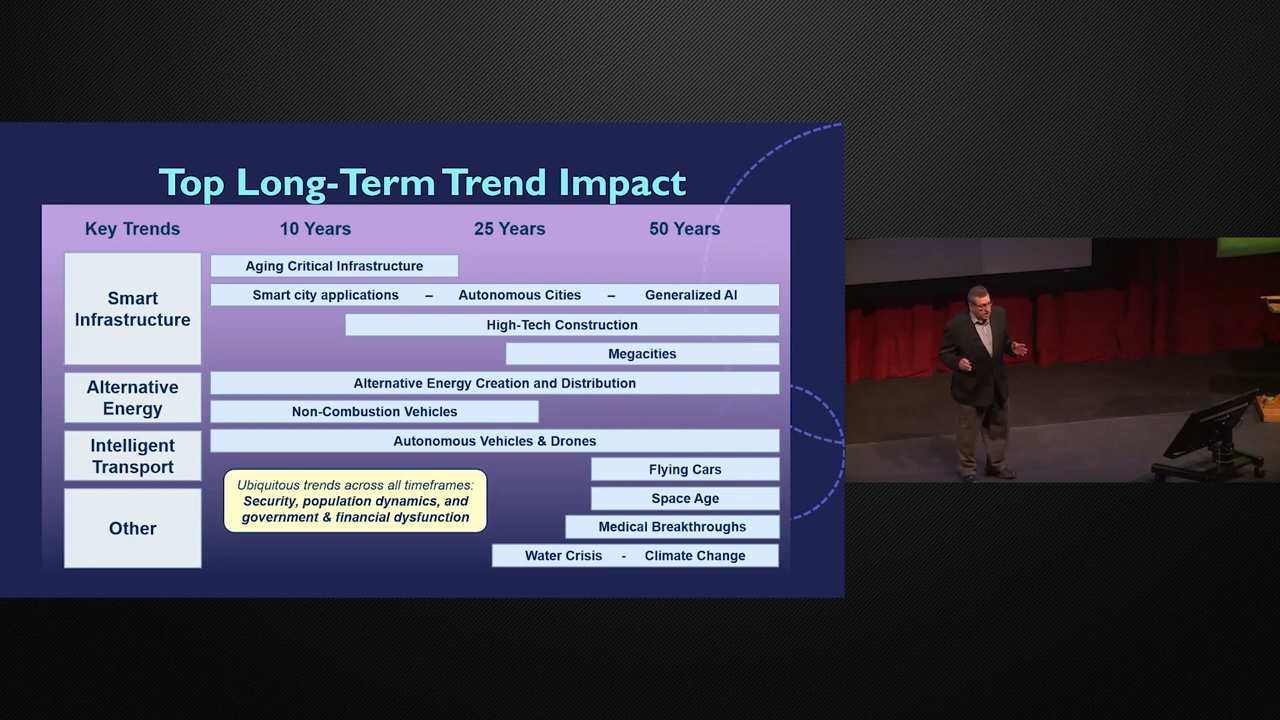 Top Long-Term Trend Impact
Key Trends 10 Years 25 Years 50 Years
Smart
Infrastructure
Aging Critical Infrastructure
Smart city applications – Autonomous Cities – Generalized AI
High-Tech Construction
Megacities
Alternative
Energy
Alternative Energy Creation and Distribution
Non-Combustion Vehicles
Intelligent
Transport
Autonomous Vehicles & Drones
Flying Cars
Other
Ubiquitous trends across all timeframes:
Security, population dynamics, and
government & financial dysfunction
Space Age
Medical Breakthroughs
Water Crisis - Climate Change